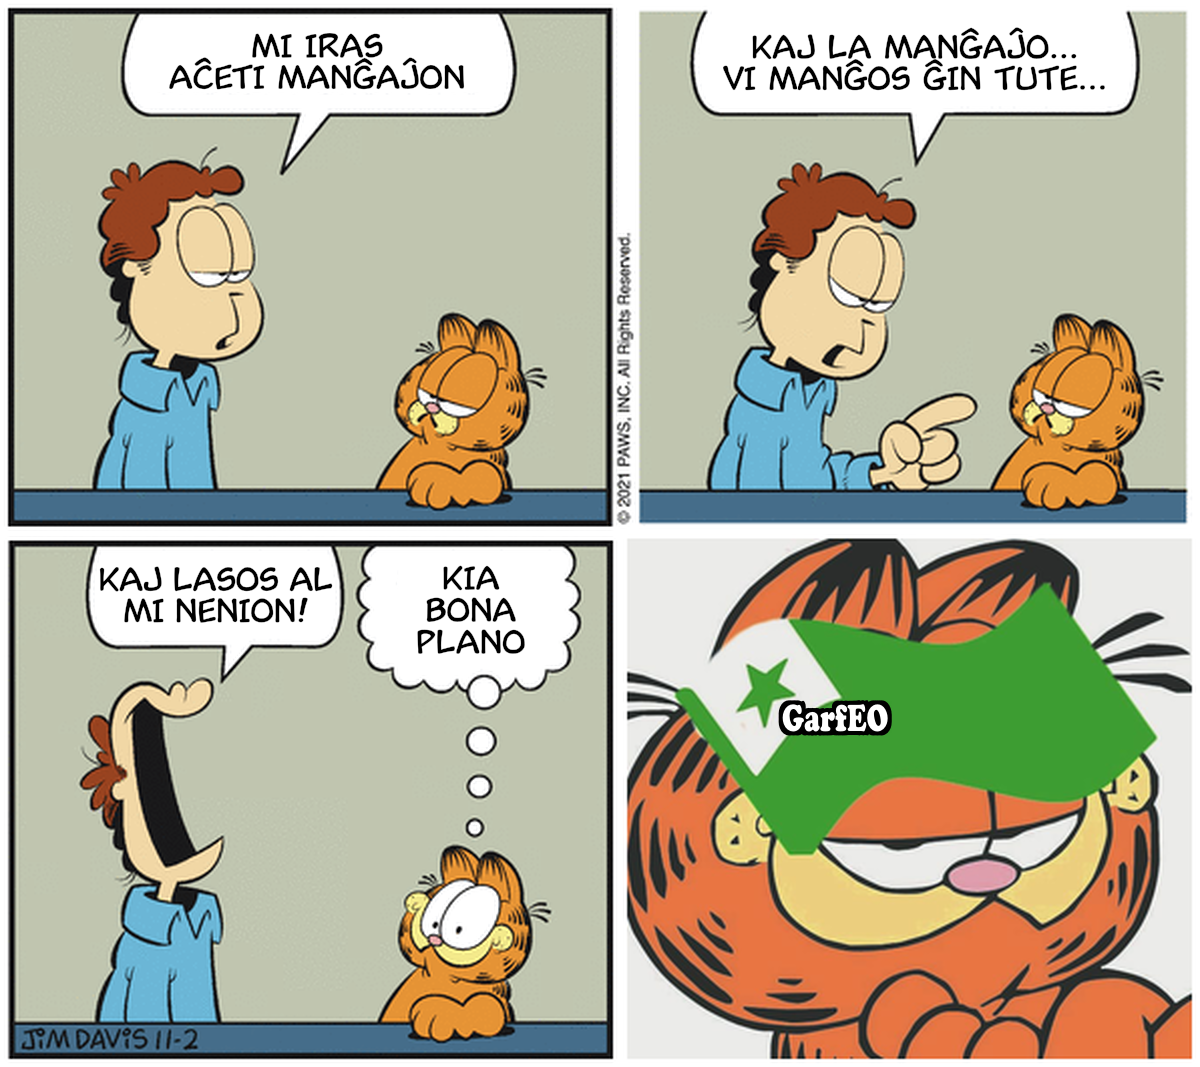 MI IRAS
AĈETI MANĜAĴON
KAJ LA MANĜAĴO...
VI MANĜOS ĜIN TUTE...
© 2021 PAWS, INC. All Rights Reserved.
KAJ LASOS AL
MI NENION!
KIA
BONA
PLANO
JIM DAVIS 11-2
GarfEO